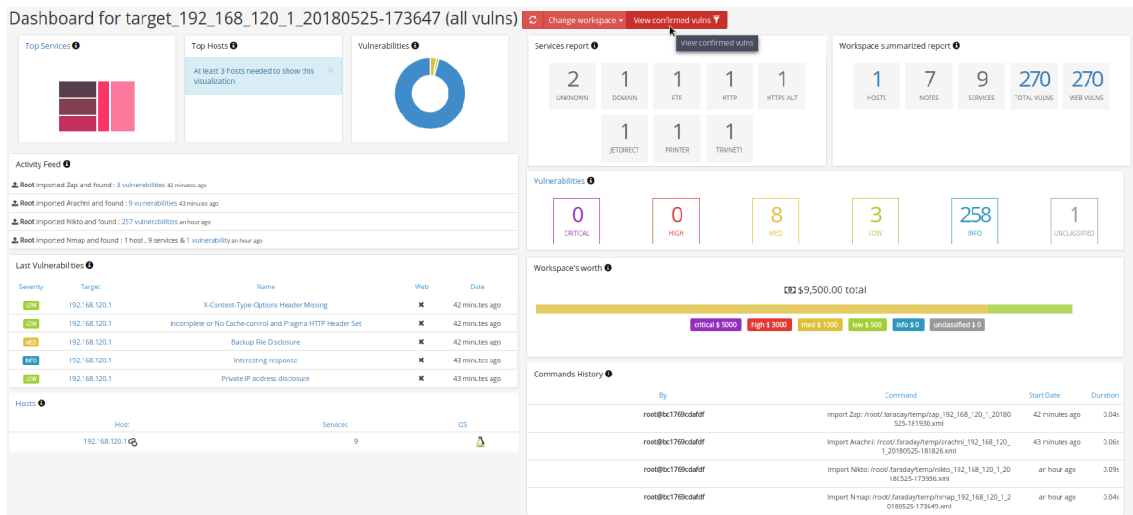 Dashboard for target_192_168_120_1_20180525-173647 (all vulns)
Change workspace
View confirmed vulns
View confirmed vulns
Top Services
Top Hosts
At least 3 hosts needed to show this
visualization
Vulnerabilities
Services report
2
UNKNOWN
1
DOMAIN
1
FTP
1
HTTP
1
HTTPS ALT
1
JETDIRECT
1
PRINTER
1
TRIVNET1
Workspace summarized report
1
HOSTS
7
NOTES
9
SERVICES
270
TOTAL VULNS
270
WEB VULNS
Activity Feed
Root imported Zap and found : 3 vulnerabilities 42 minutes ago
Root imported Arachni and found : 9 vulnerabilities 43 minutes ago
Root imported Nikto and found : 257 vulnerabilities an hour ago
Root imported Nmap and found : 1 host , 9 services & 1 vulnerability an hour ago
Vulnerabilities
0
CRITICAL
0
HIGH
8
MED
3
LOW
258
INFO
1
UNCLASSIFIED
Last Vulnerabilities
Severity Target Name Web Date
LOW 192.168.120.1 X-Content-Type-Options Header Missing 42 minutes ago
LOW 192.168.120.1 Incomplete or No Cache-control and Pragma HTTP Header Set 42 minutes ago
MED 192.168.120.1 Backup File Disclosure 42 minutes ago
INFO 192.168.120.1 Interesting response 43 minutes ago
LOW 192.168.120.1 Private IP address disclosure 43 minutes ago
Workspace's worth
$9,500.00 total
critical $ 5000 high $ 3000 med $ 1000 low $ 500 info $ 0 unclassified $ 0
Hosts
Host Services OS
192.168.120.1 9
Commands History
By Command Start Date Duration
root@bc1769cdafdf Import Zap: /root/.faraday/temp/zap_192_168_120_1_20180 42 minutes ago 0.04s
525-181930.xml
root@bc1769cdafdf Import Arachni: /root/.faraday/temp/arachni_192_168_120_ 43 minutes ago 0.06s
1_20180525-181826.xml
root@bc1769cdafdf Import Nikto: /root/.faraday/temp/nikto_192_168_120_1_20 an hour ago 0.09s
180525-173936.xml
root@bc1769cdafdf Import Nmap: /root/.faraday/temp/nmap_192_168_120_1_2 an hour ago 0.04s
0180525-173649.xml